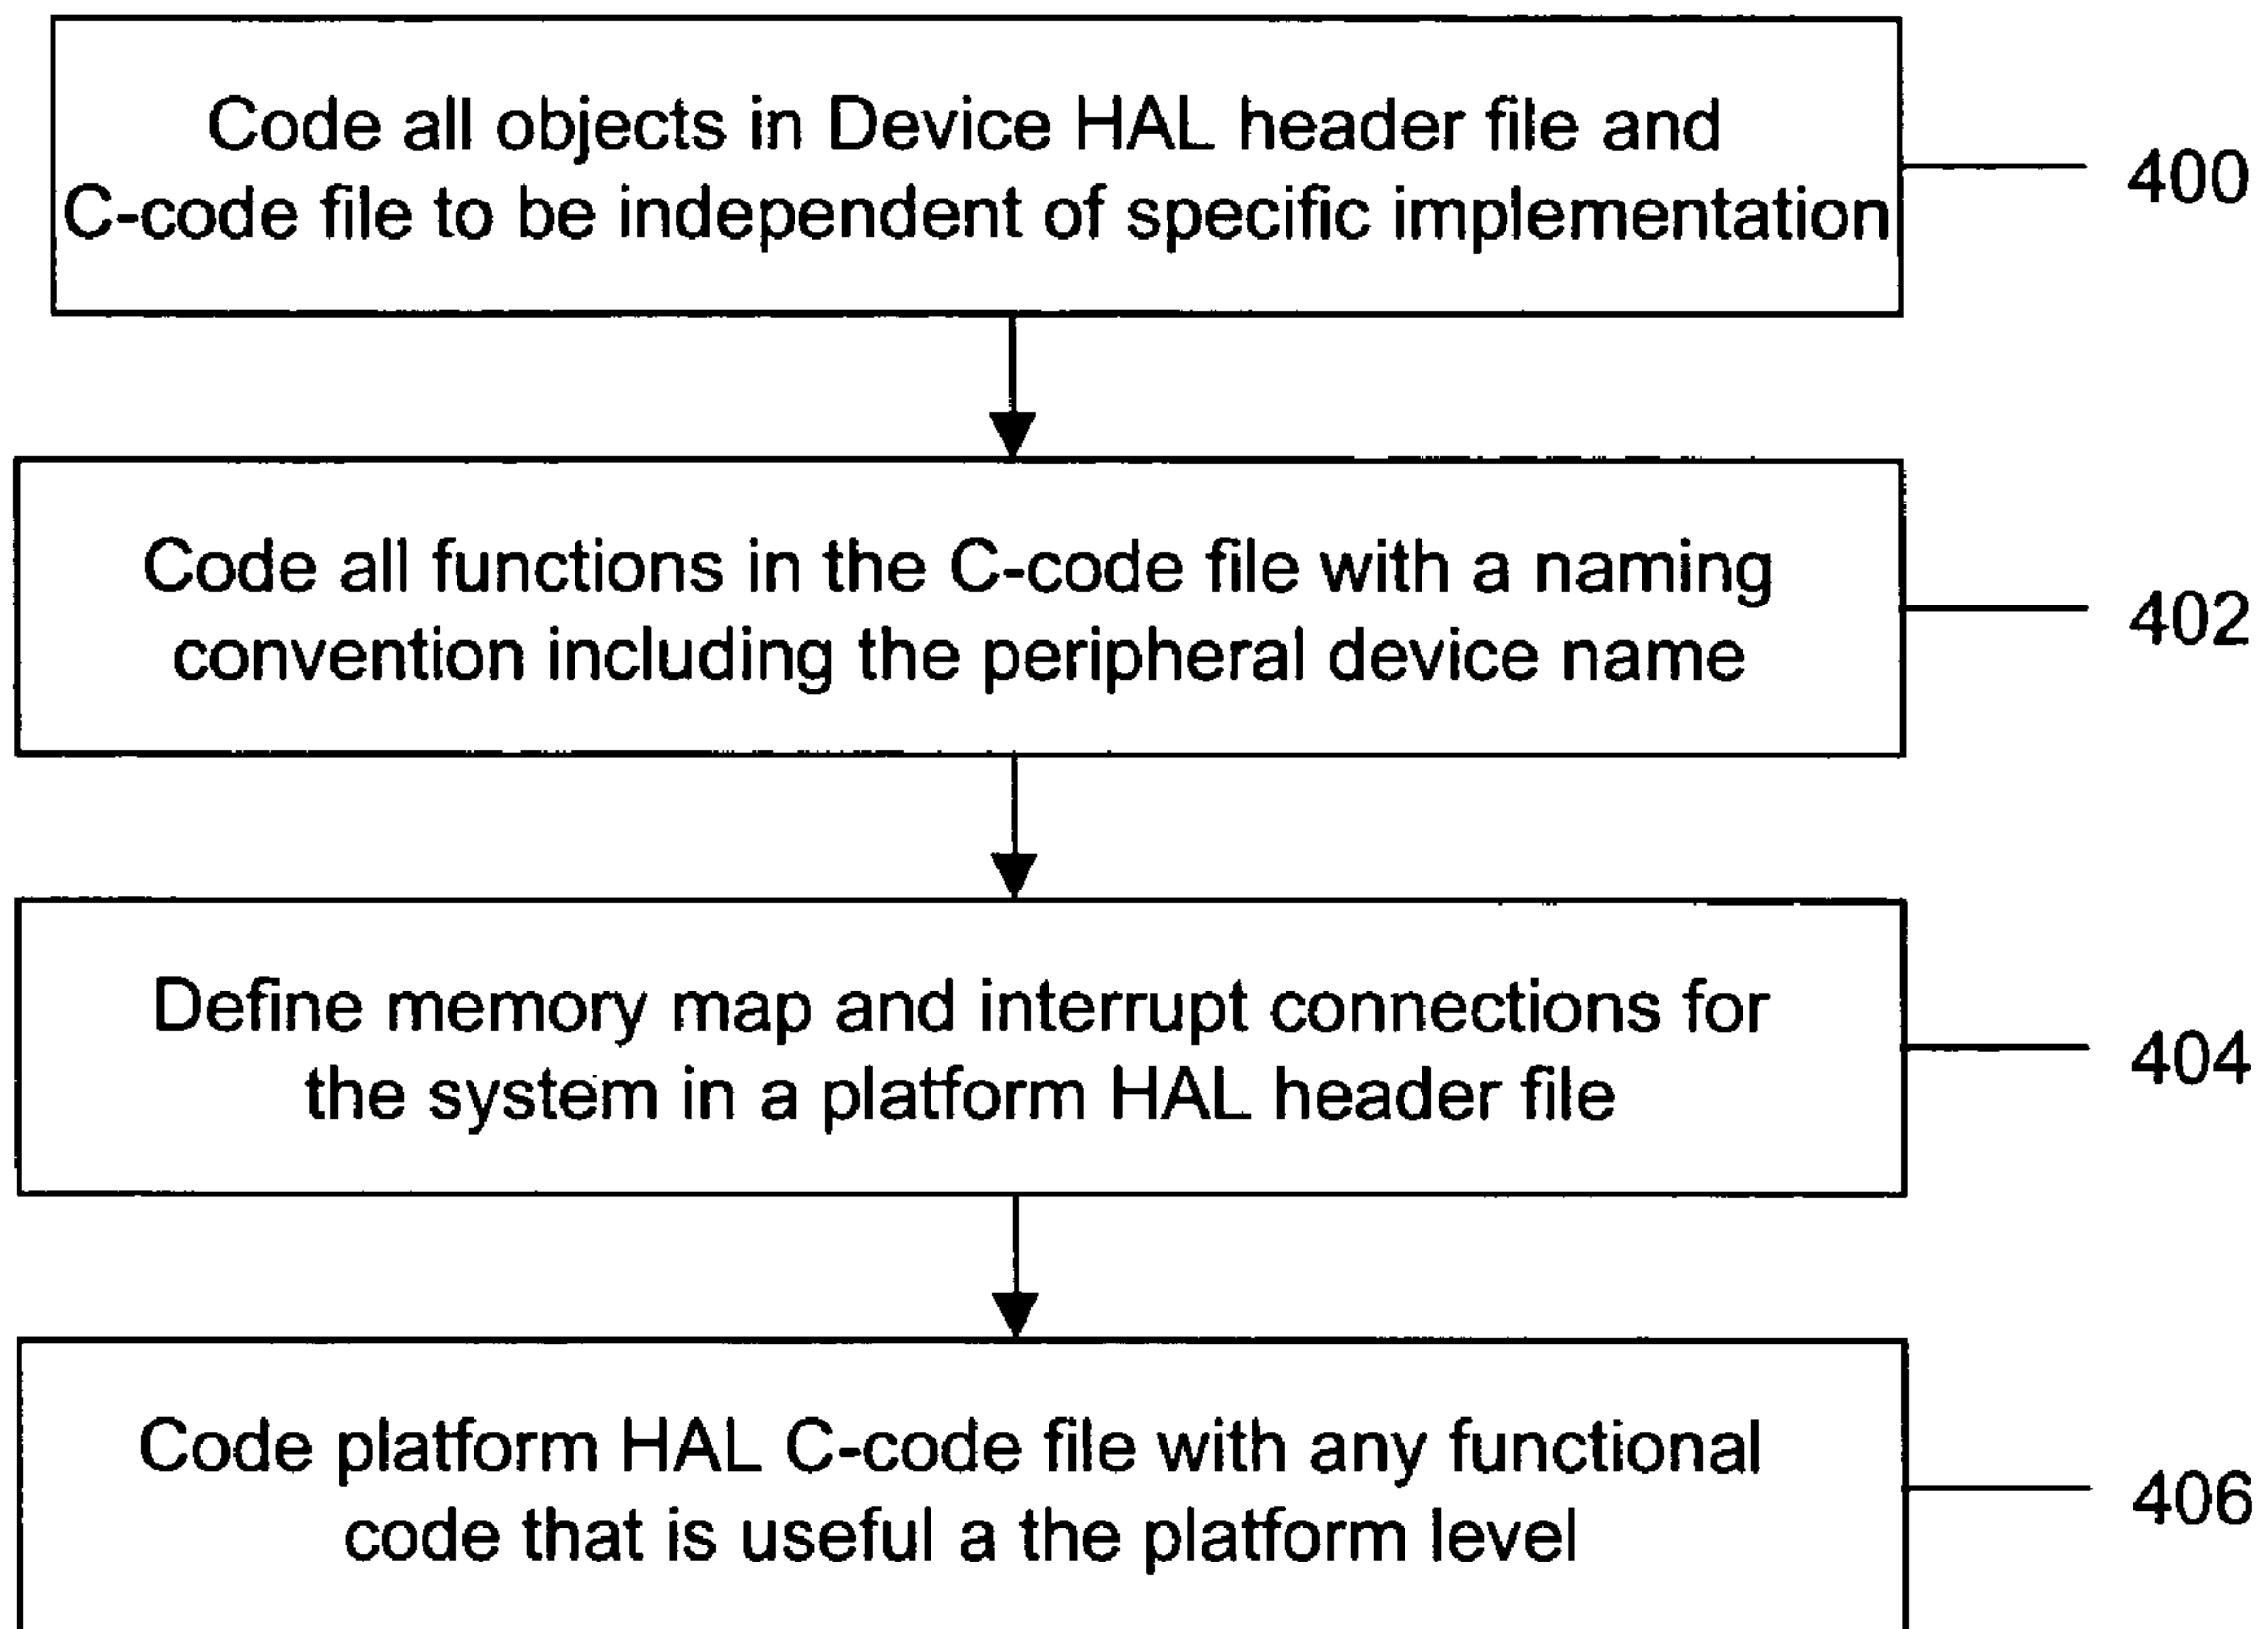 Code all objects in Device HAL header file and
C-code file to be independent of specific implementation
400
Code all functions in the C-code file with a naming
convention including the peripheral device name
402
Define memory map and interrupt connections for
the system in a platform HAL header file
404
Code platform HAL C-code file with any functional
code that is useful a the platform level
406